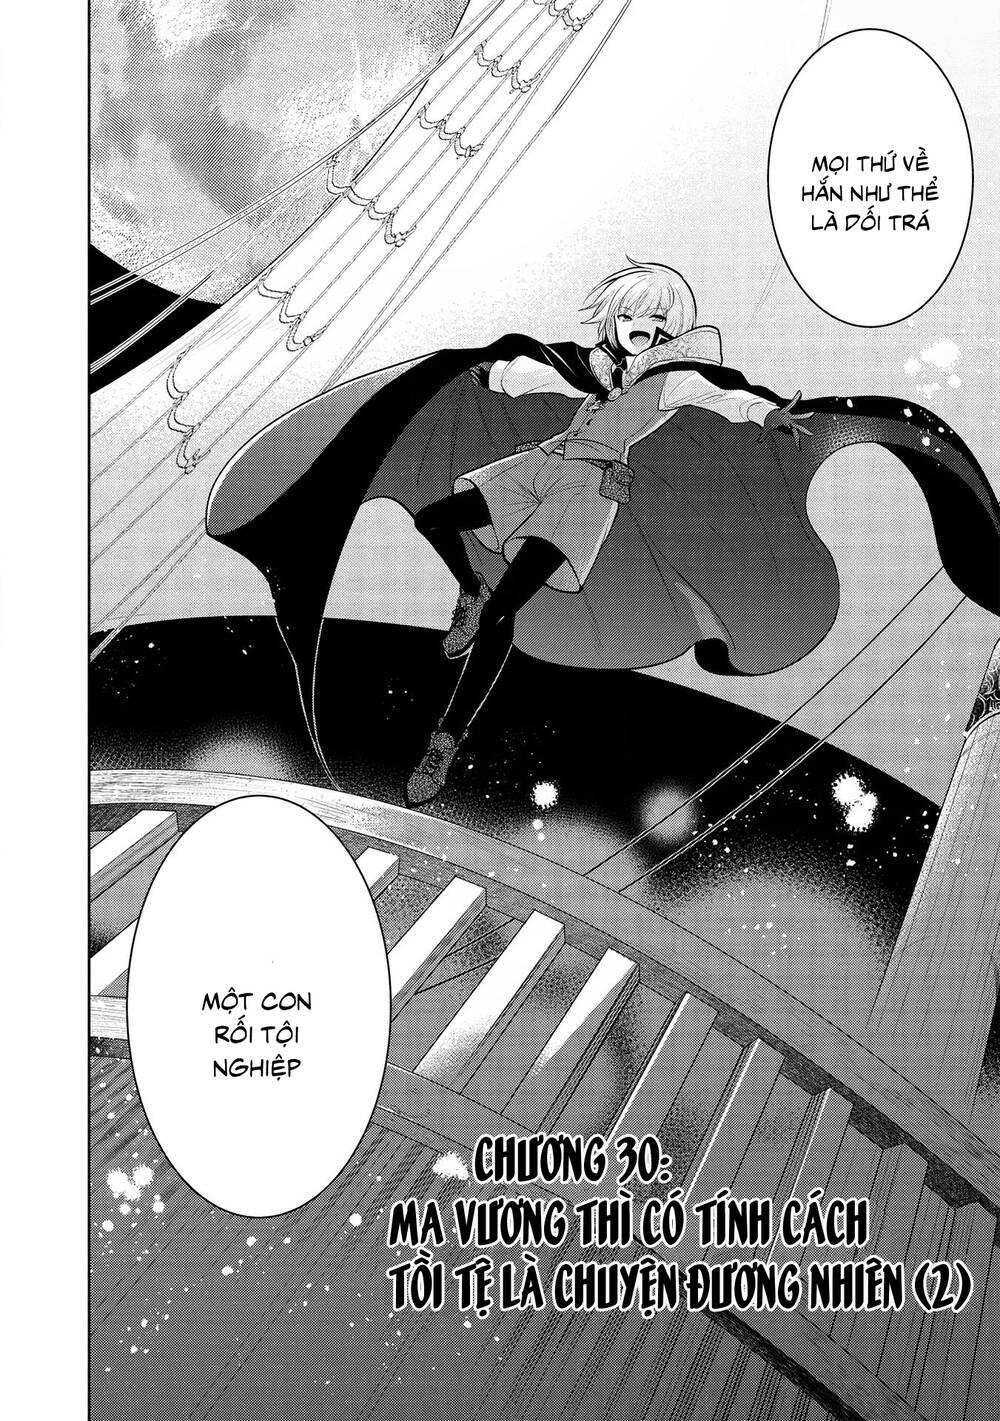 MỌI THỨ VỀ
HẮN NHƯ THỂ
LÀ DỐI TRÁ
MỘT CON
RỐI TỘI
NGHIỆP
CHƯƠNG 30:
MA VƯƠNG THÌ CÓ TÍNH CÁCH
TỒI TỆ LÀ CHUYỆN ĐƯƠNG NHIÊN (2)